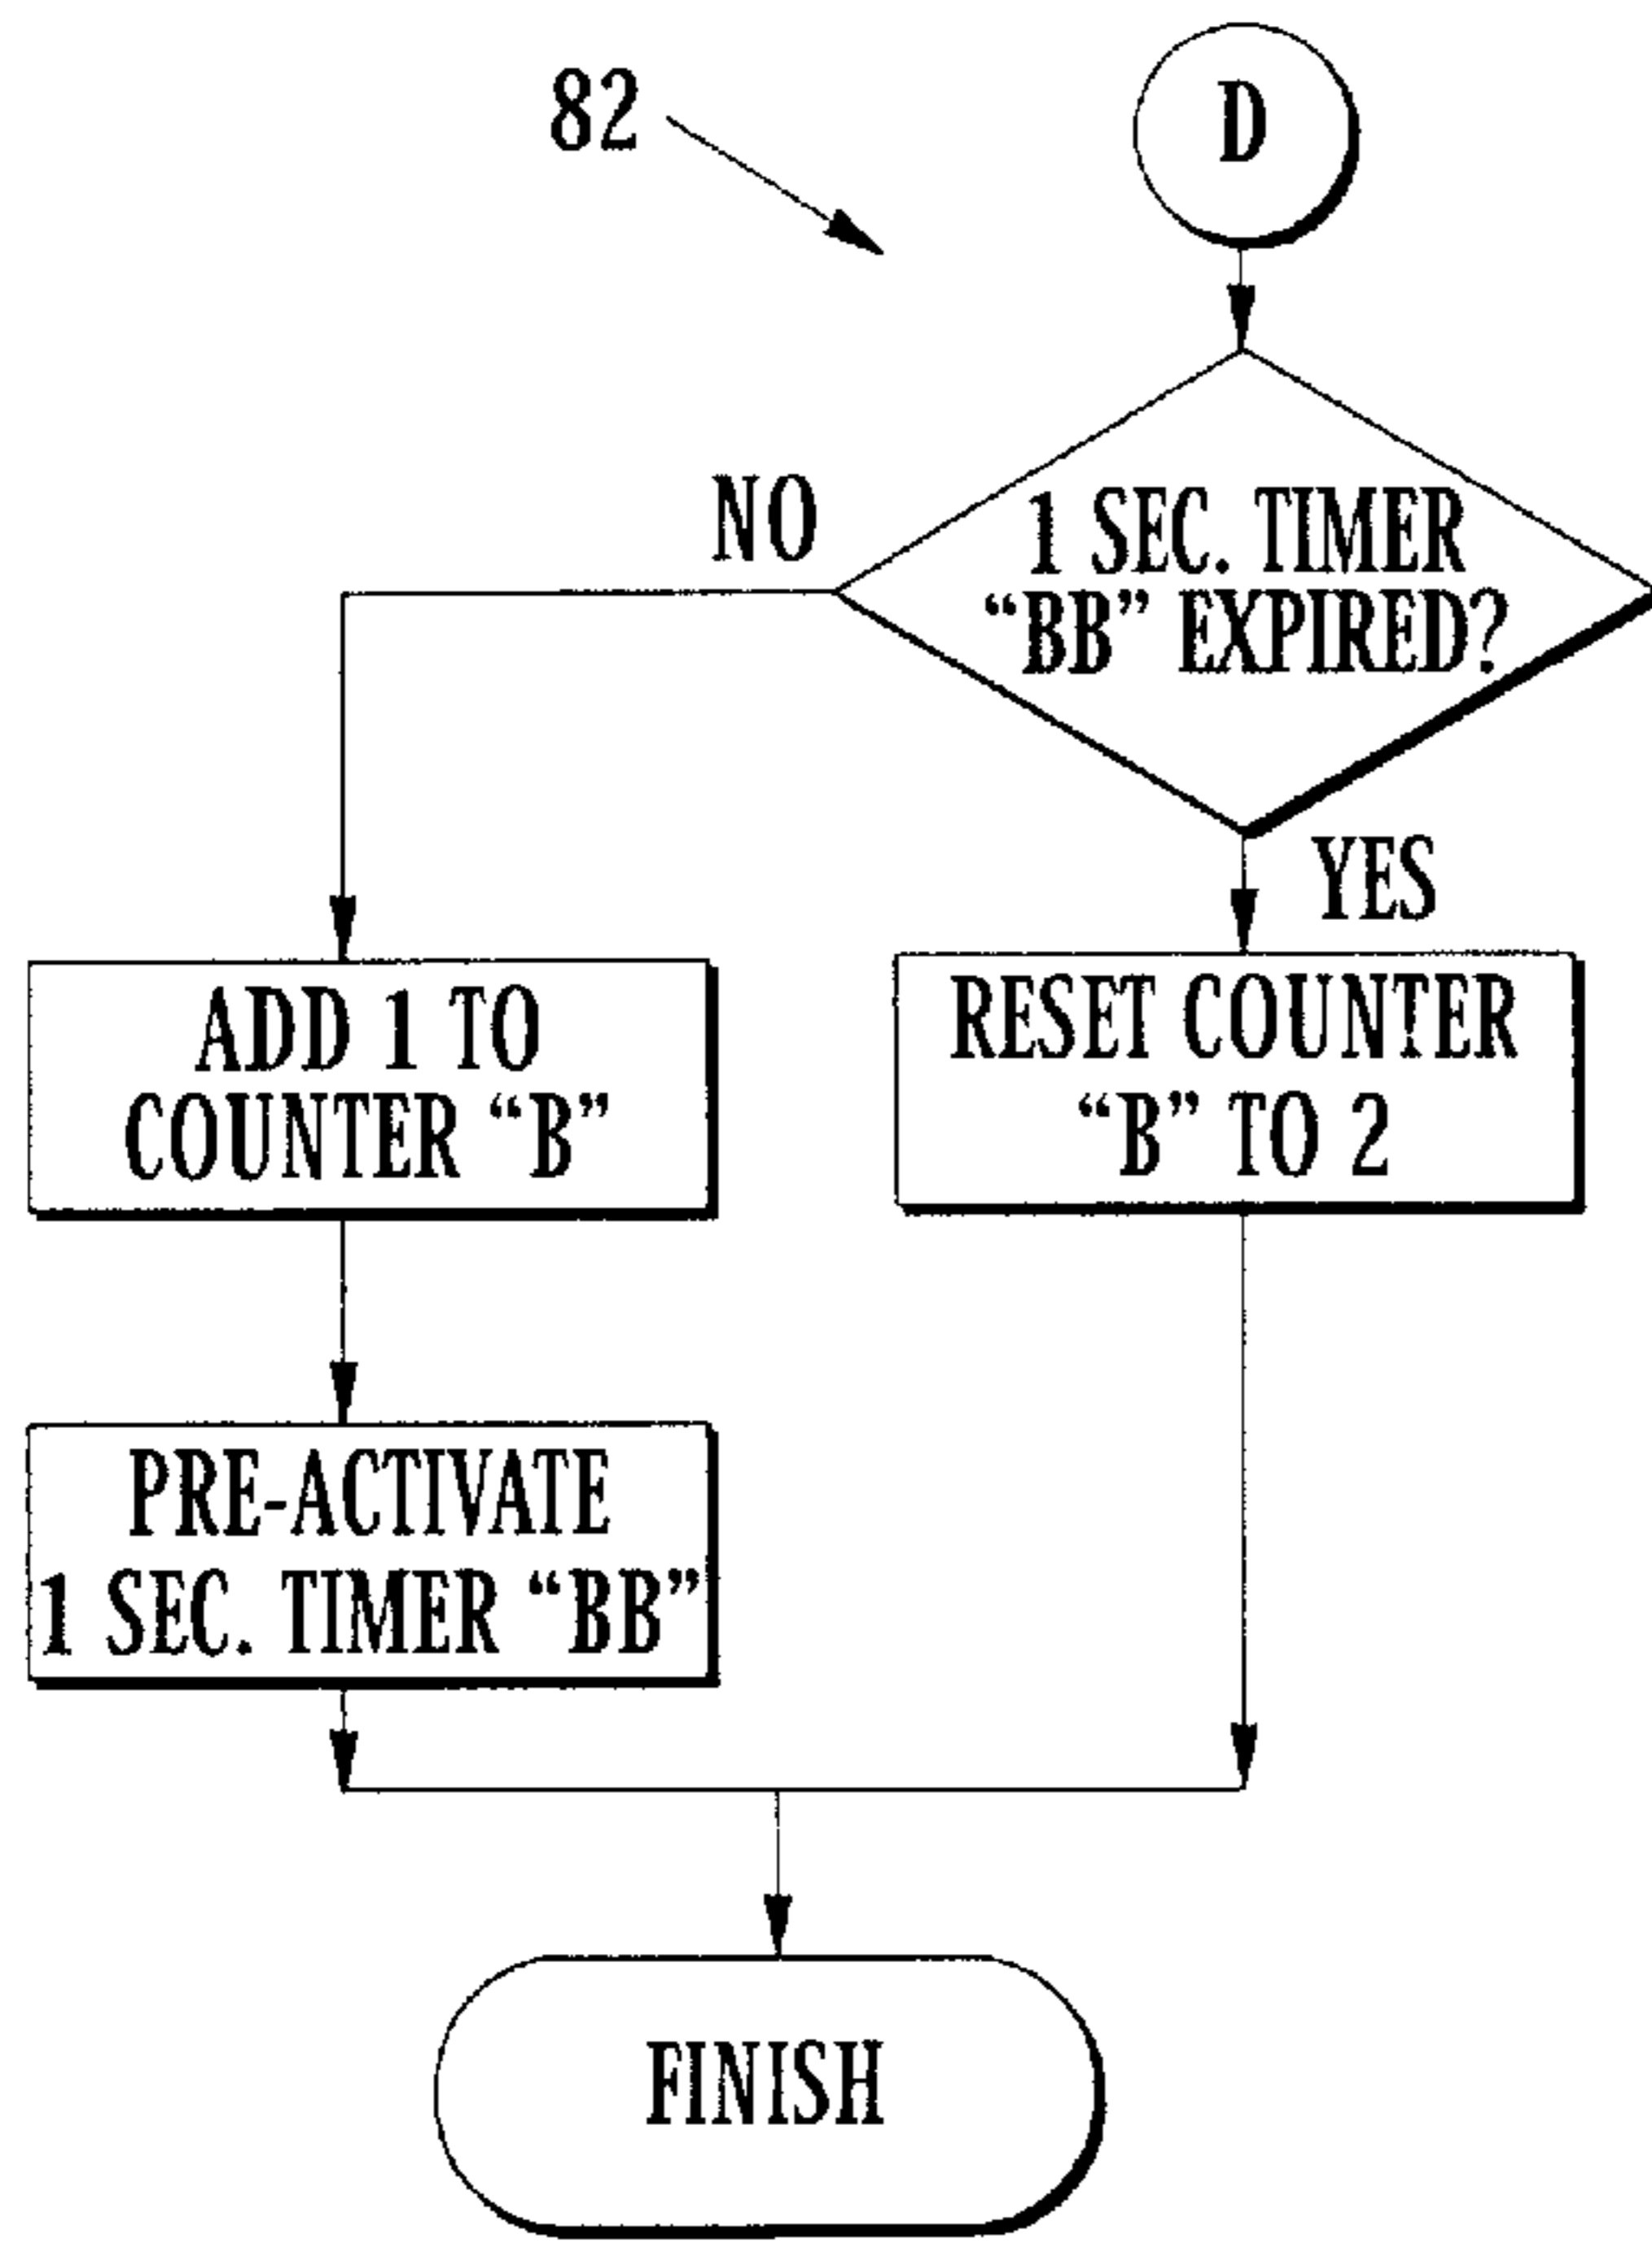 82
D
1 SEC. TIMER
“BB” EXPIRED?
NO
YES
ADD 1 TO
COUNTER “B”
RESET COUNTER
“B” TO 2
PRE-ACTIVATE
1 SEC. TIMER “BB”
FINISH